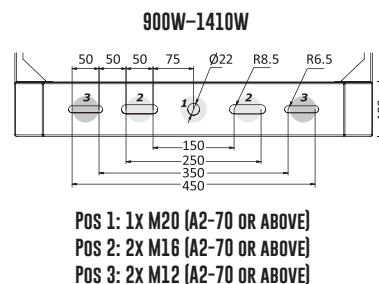 900W–1410W
50 50 50 75 Ø22 R8.5 R6.5
3 2 1 2 3
150
250
350
450
Pos 1: 1x M20 (A2-70 or above)
Pos 2: 2x M16 (A2-70 or above)
Pos 3: 2x M12 (A2-70 or above)